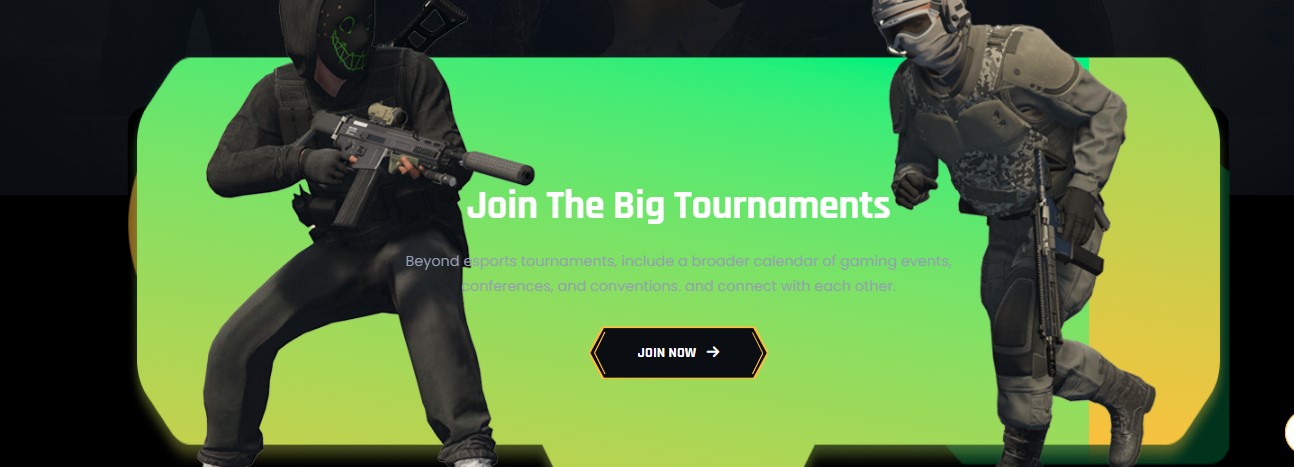 Join The Big Tournaments
Beyond esports tournaments, include a broader calendar of gaming events,
conferences, and conventions. and connect with each other.
JOIN NOW →